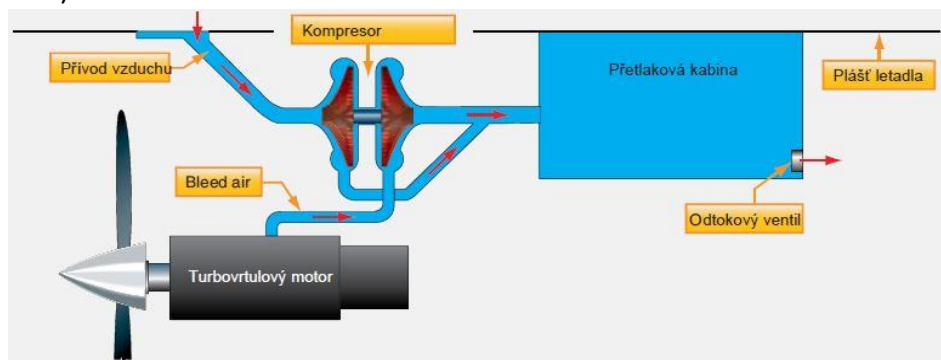 Kompresor
Přívod vzduchu
Přetlaková kabina
Plášť letadla
Bleed air
Odtokový ventil
Turbovrtulový motor